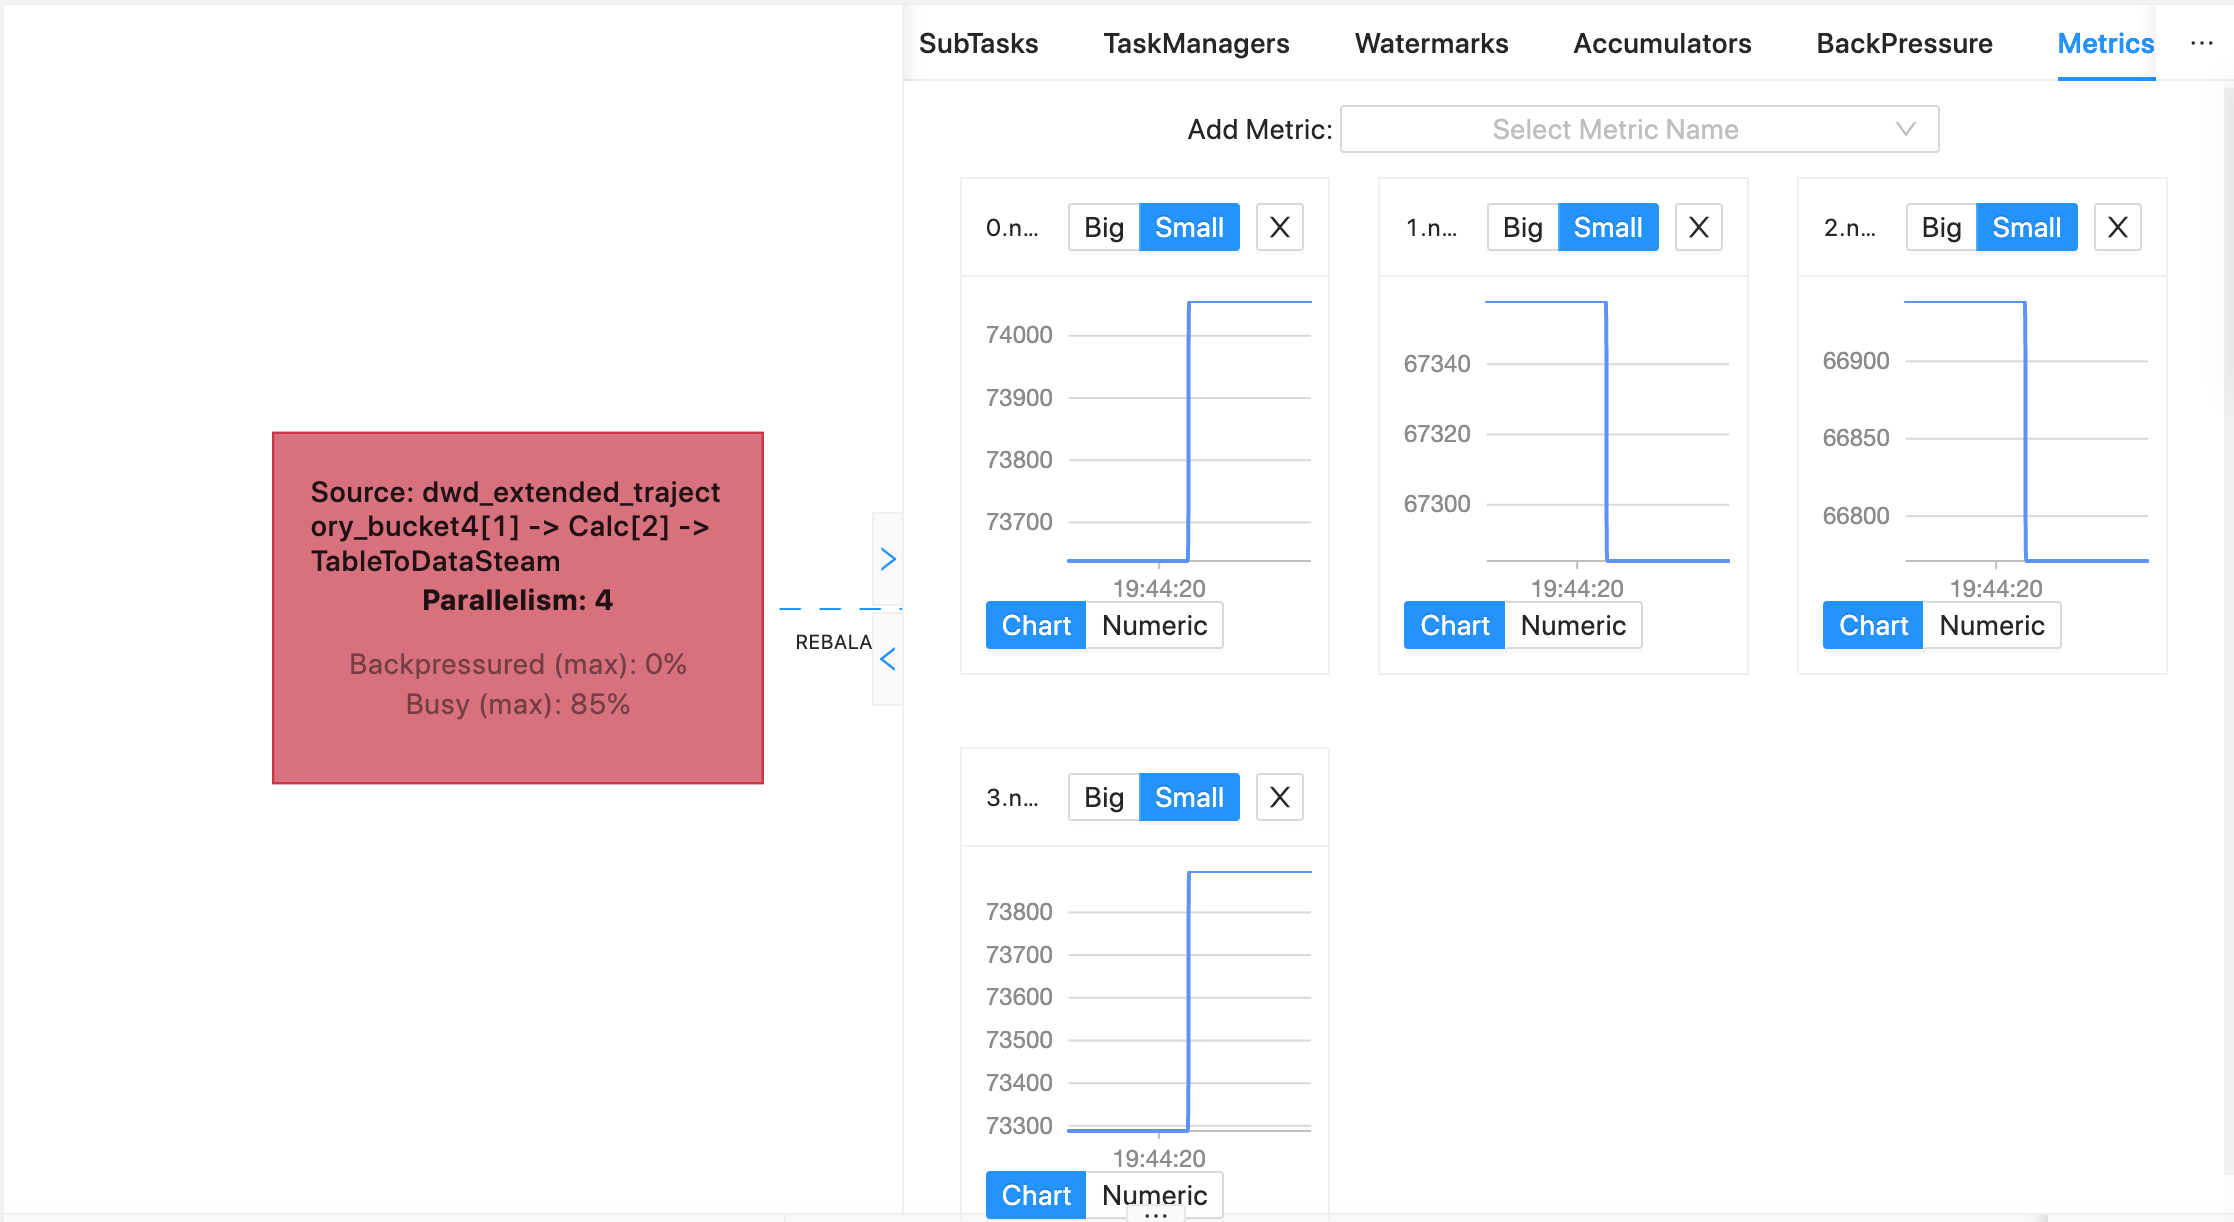 SubTasks TaskManagers Watermarks Accumulators BackPressure Metrics ...
Add Metric: Select Metric Name
0.n... Big Small X
74000
73900
73800
73700
19:44:20
Chart Numeric
1.n... Big Small X
67340
67320
67300
19:44:20
Chart Numeric
2.n... Big Small X
66900
66850
66800
19:44:20
Chart Numeric
Source: dwd_extended_traject
ory_bucket4[1] -> Calc[2] ->
TableToDataSteam
Parallelism: 4
Backpressured (max): 0%
Busy (max): 85%
REBALA
3.n... Big Small X
73800
73700
73600
73500
73400
73300
19:44:20
Chart Numeric
...